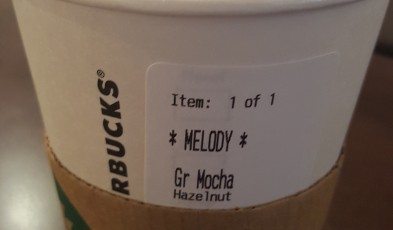 RBUCKS®
Item: 1 of 1
* MELODY *
Gr Mocha
Hazelnut